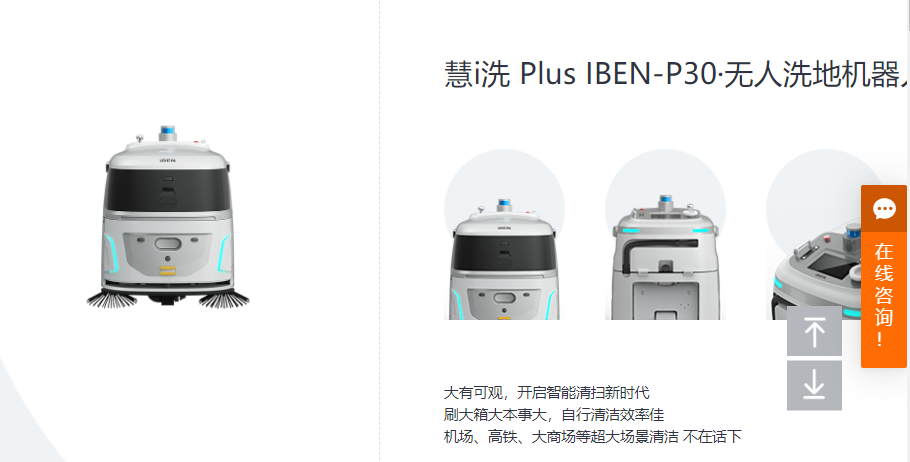 慧i洗 Plus IBEN-P30·无人洗地机器
IBEN
IBEN
在线咨询！
大有可观，开启智能清扫新时代
刷大箱大本事大，自行清洁效率佳
机场、高铁、大商场等超大场景清洁 不在话下